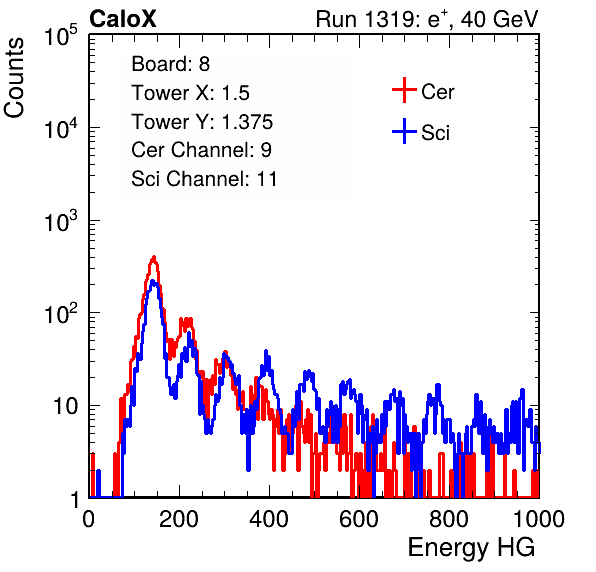 CaloX Run 1319: e⁺, 40 GeV
Counts
Board: 8
Tower X: 1.5
Tower Y: 1.375
Cer Channel: 9
Sci Channel: 11
Cer
Sci
10⁵
10⁴
10³
10²
10
1
0 200 400 600 800 1000
Energy HG